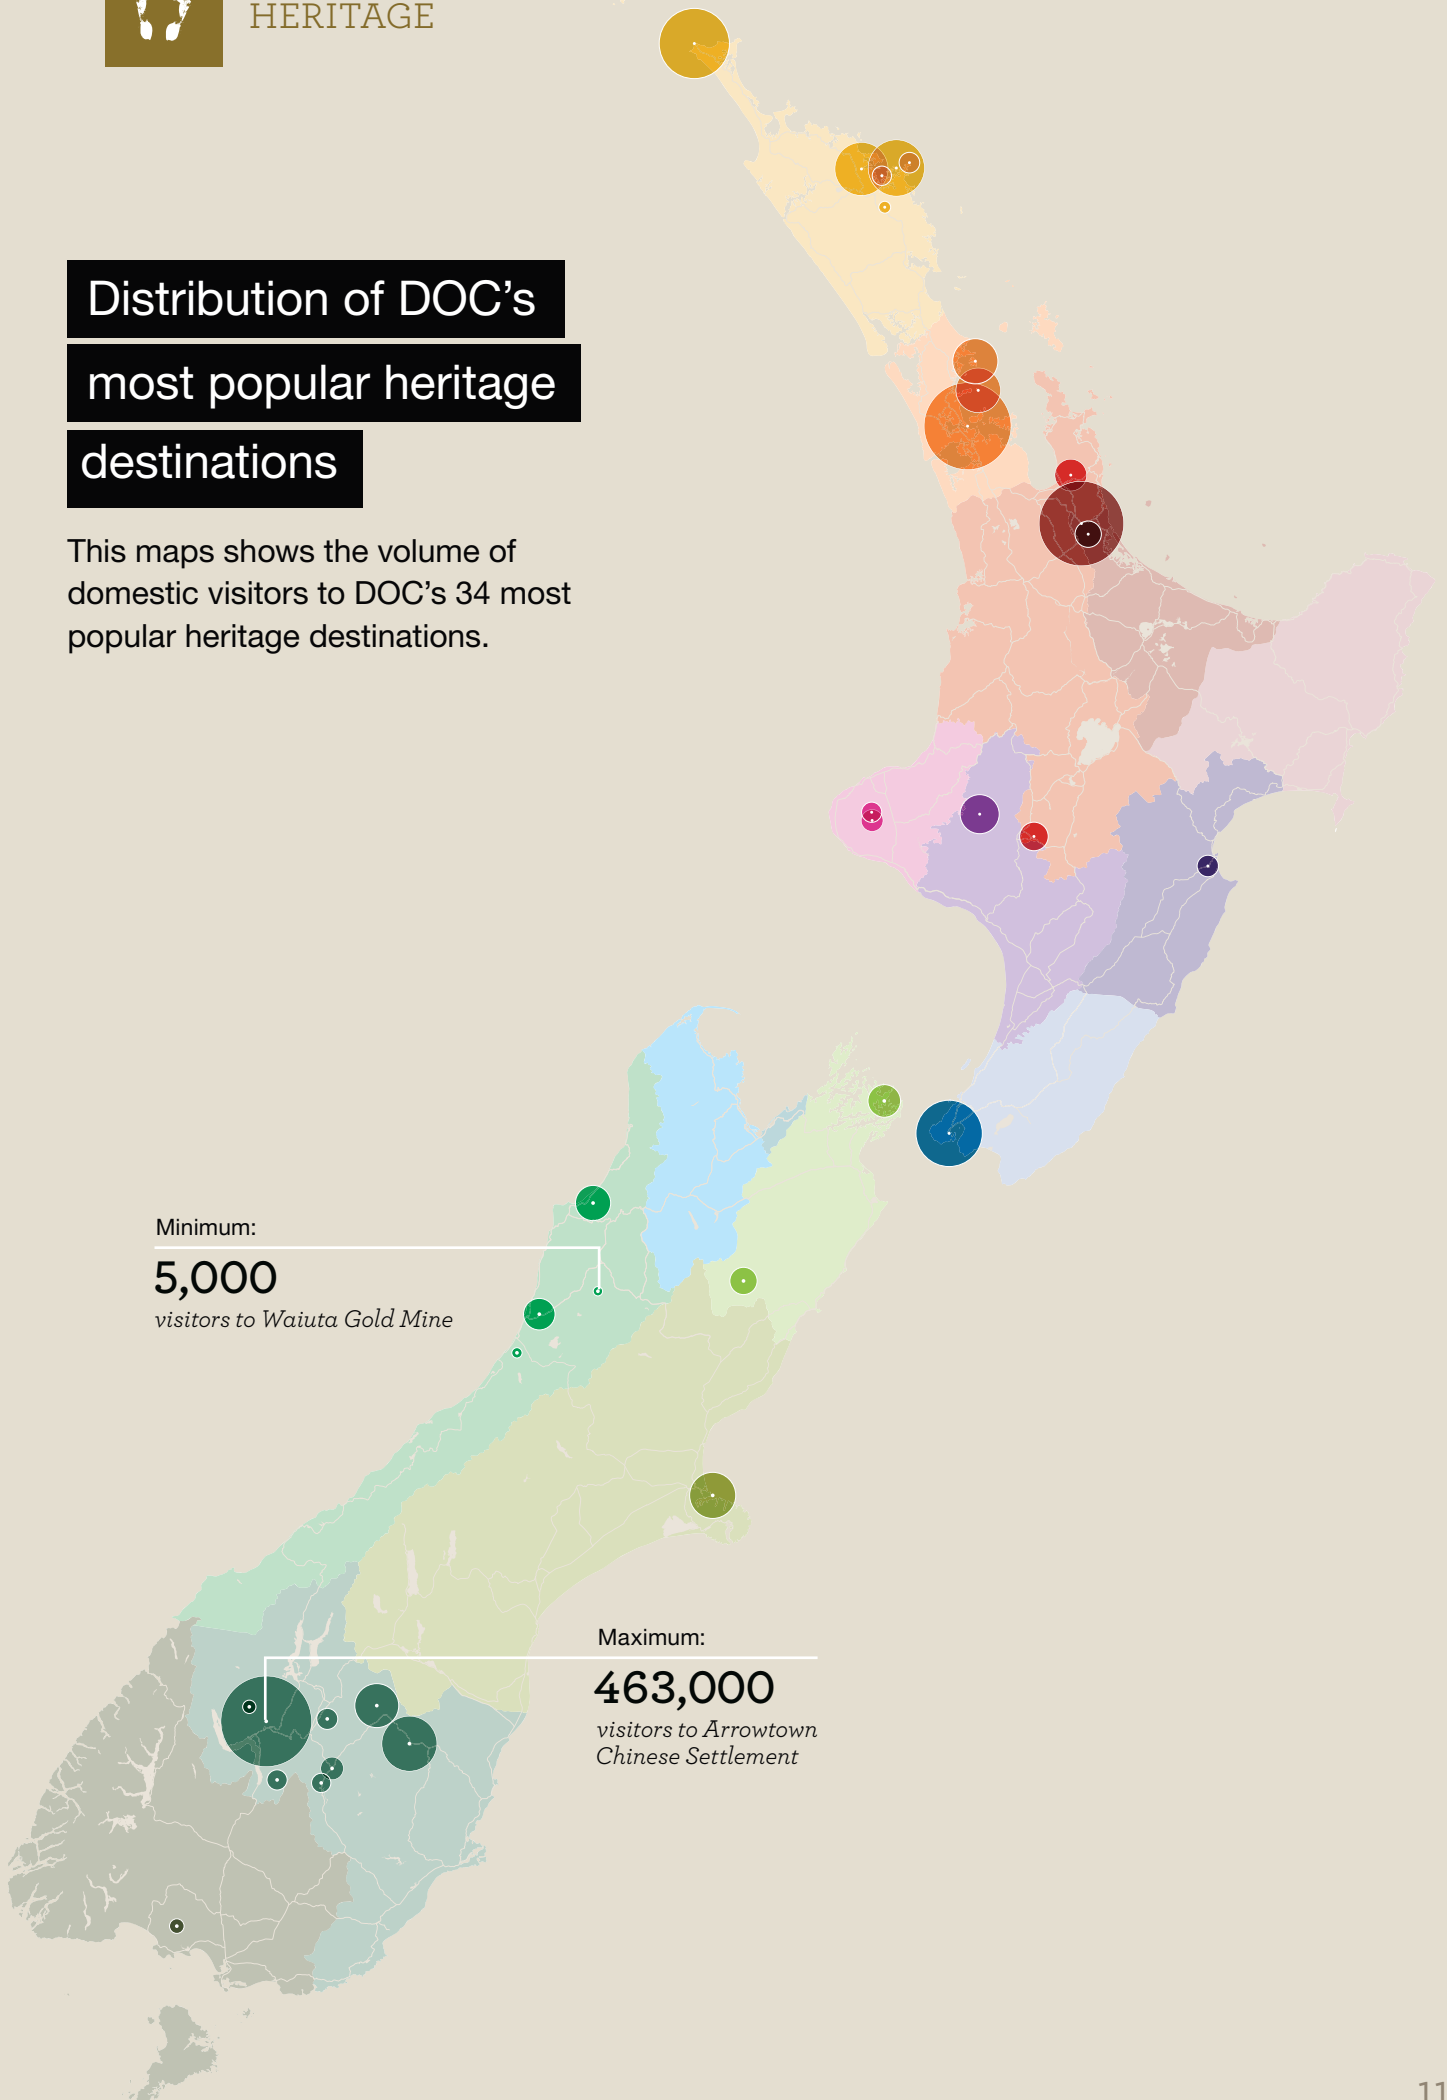 HERITAGE
Distribution of DOC’s
most popular heritage
destinations
This maps shows the volume of
domestic visitors to DOC’s 34 most
popular heritage destinations.
Minimum:
5,000
visitors to Waiuta Gold Mine
Maximum:
463,000
visitors to Arrowtown
Chinese Settlement
11